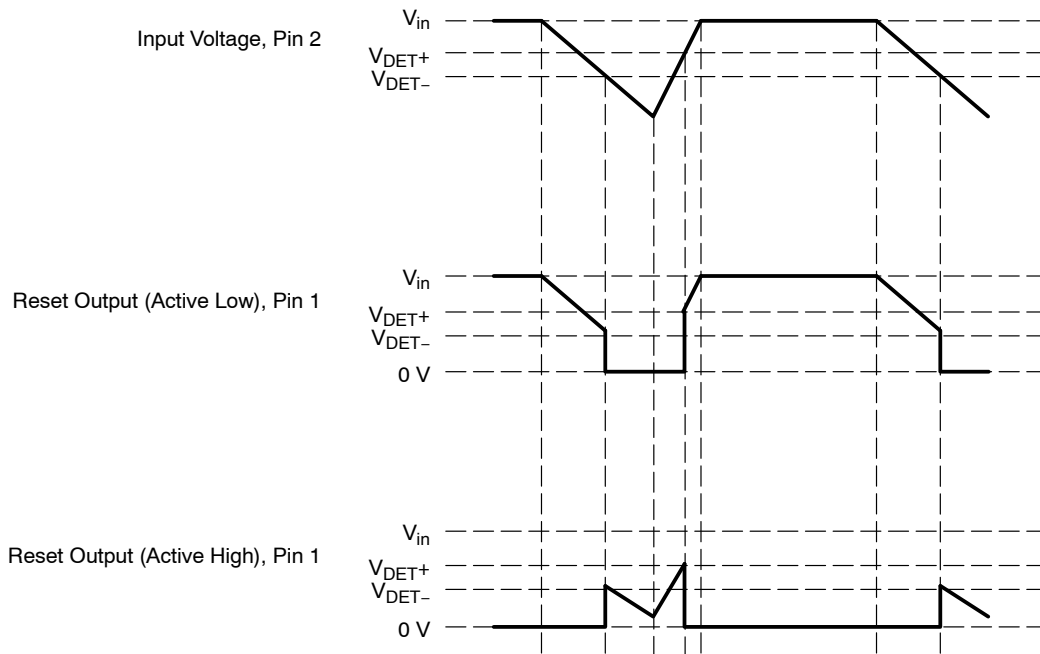 Input Voltage, Pin 2
Vin
VDET+
VDET−
Reset Output (Active Low), Pin 1
Vin
VDET+
VDET−
0 V
Reset Output (Active High), Pin 1
Vin
VDET+
VDET−
0 V